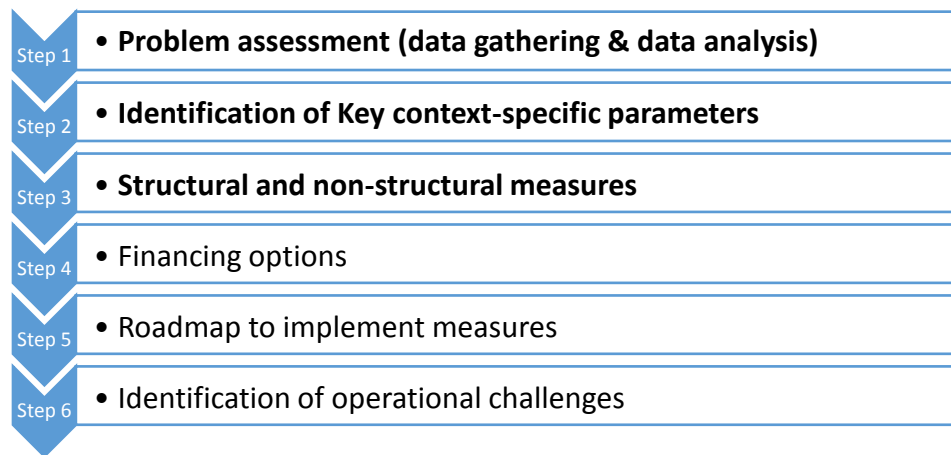 Step 1
• Problem assessment (data gathering & data analysis)
Step 2
• Identification of Key context-specific parameters
Step 3
• Structural and non-structural measures
Step 4
• Financing options
Step 5
• Roadmap to implement measures
Step 6
• Identification of operational challenges